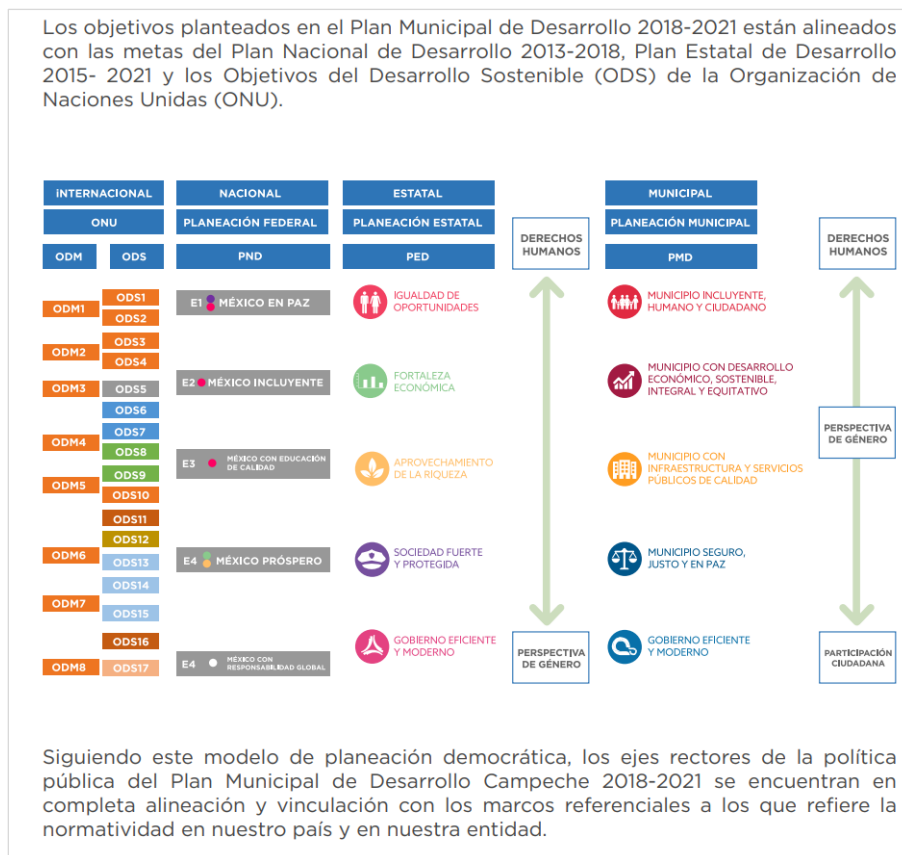 Los objetivos planteados en el Plan Municipal de Desarrollo 2018-2021 están alineados
con las metas del Plan Nacional de Desarrollo 2013-2018, Plan Estatal de Desarrollo
2015- 2021 y los Objetivos del Desarrollo Sostenible (ODS) de la Organización de
Naciones Unidas (ONU).
iNTERNACIONAL
ONU
ODM
ODS
ODM1
ODM2
ODM3
ODM4
ODM5
ODM6
ODM7
ODM8
ODS1
ODS2
ODS3
ODS4
ODS5
ODS6
ODS7
ODS8
ODS9
ODS10
ODS11
ODS12
ODS13
ODS14
ODS15
ODS16
ODS17
NACIONAL
PLANEACIÓN FEDERAL
PND
E1 MÉXICO EN PAZ
E2 MÉXICO INCLUYENTE
E3 MÉXICO CON EDUCACIÓN
DE CALIDAD
E4 MÉXICO PRÓSPERO
E4 MÉXICO CON
RESPONSABILIDAD GLOBAL
ESTATAL
PLANEACIÓN ESTATAL
PED
IGUALDAD DE
OPORTUNIDADES
FORTALEZA
ECONÓMICA
APROVECHAMIENTO
DE LA RIQUEZA
SOCIEDAD FUERTE
Y PROTEGIDA
GOBIERNO EFICIENTE
Y MODERNO
DERECHOS
HUMANOS
PERSPECTIVA
DE GÉNERO
MUNICIPAL
PLANEACIÓN MUNICIPAL
PMD
MUNICIPIO INCLUYENTE,
HUMANO Y CIUDADANO
MUNICIPIO CON DESARROLLO
ECONÓMICO, SOSTENIBLE,
INTEGRAL Y EQUITATIVO
MUNICIPIO CON
INFRAESTRUCTURA Y SERVICIOS
PÚBLICOS DE CALIDAD
MUNICIPIO SEGURO,
JUSTO Y EN PAZ
GOBIERNO EFICIENTE
Y MODERNO
DERECHOS
HUMANOS
PERSPECTIVA
DE GÉNERO
PARTICIPACIÓN
CIUDADANA
Siguiendo este modelo de planeación democrática, los ejes rectores de la política
pública del Plan Municipal de Desarrollo Campeche 2018-2021 se encuentran en
completa alineación y vinculación con los marcos referenciales a los que refiere la
normatividad en nuestro país y en nuestra entidad.